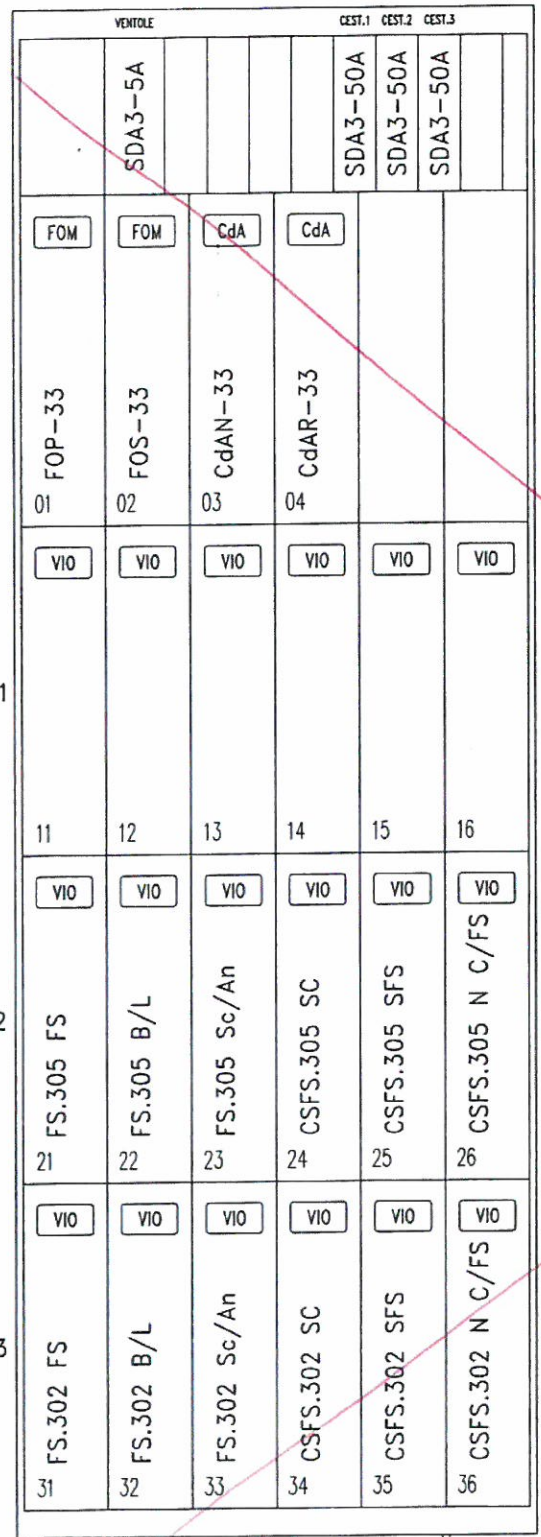 VENTOLE CEST.1 CEST.2 CEST.3
SDA3-5A SDA3-50A SDA3-50A SDA3-50A
FOM FOM CdA CdA
FOP-33 FOS-33 CdAN-33 CdAR-33
01 02 03 04
VIO VIO VIO VIO VIO VIO
1
11 12 13 14 15 16
VIO VIO VIO VIO VIO VIO
2
FS.305 FS FS.305 B/L FS.305 Sc/An CSFS.305 SC CSFS.305 SFS CSFS.305 N C/FS
21 22 23 24 25 26
VIO VIO VIO VIO VIO VIO
3
FS.302 FS FS.302 B/L FS.302 Sc/An CSFS.302 SC CSFS.302 SFS CSFS.302 N C/FS
31 32 33 34 35 36